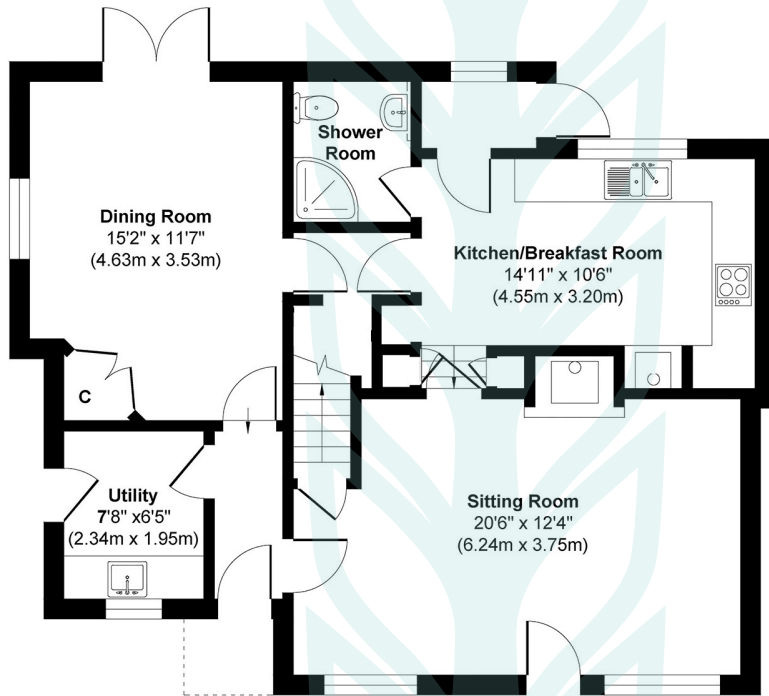 Shower
Room
Dining Room
15'2" x 11'7"
(4.63m x 3.53m)
Kitchen/Breakfast Room
14'11" x 10'6"
(4.55m x 3.20m)
C
Utility
7'8" x6'5"
(2.34m x 1.95m)
Sitting Room
20'6" x 12'4"
(6.24m x 3.75m)